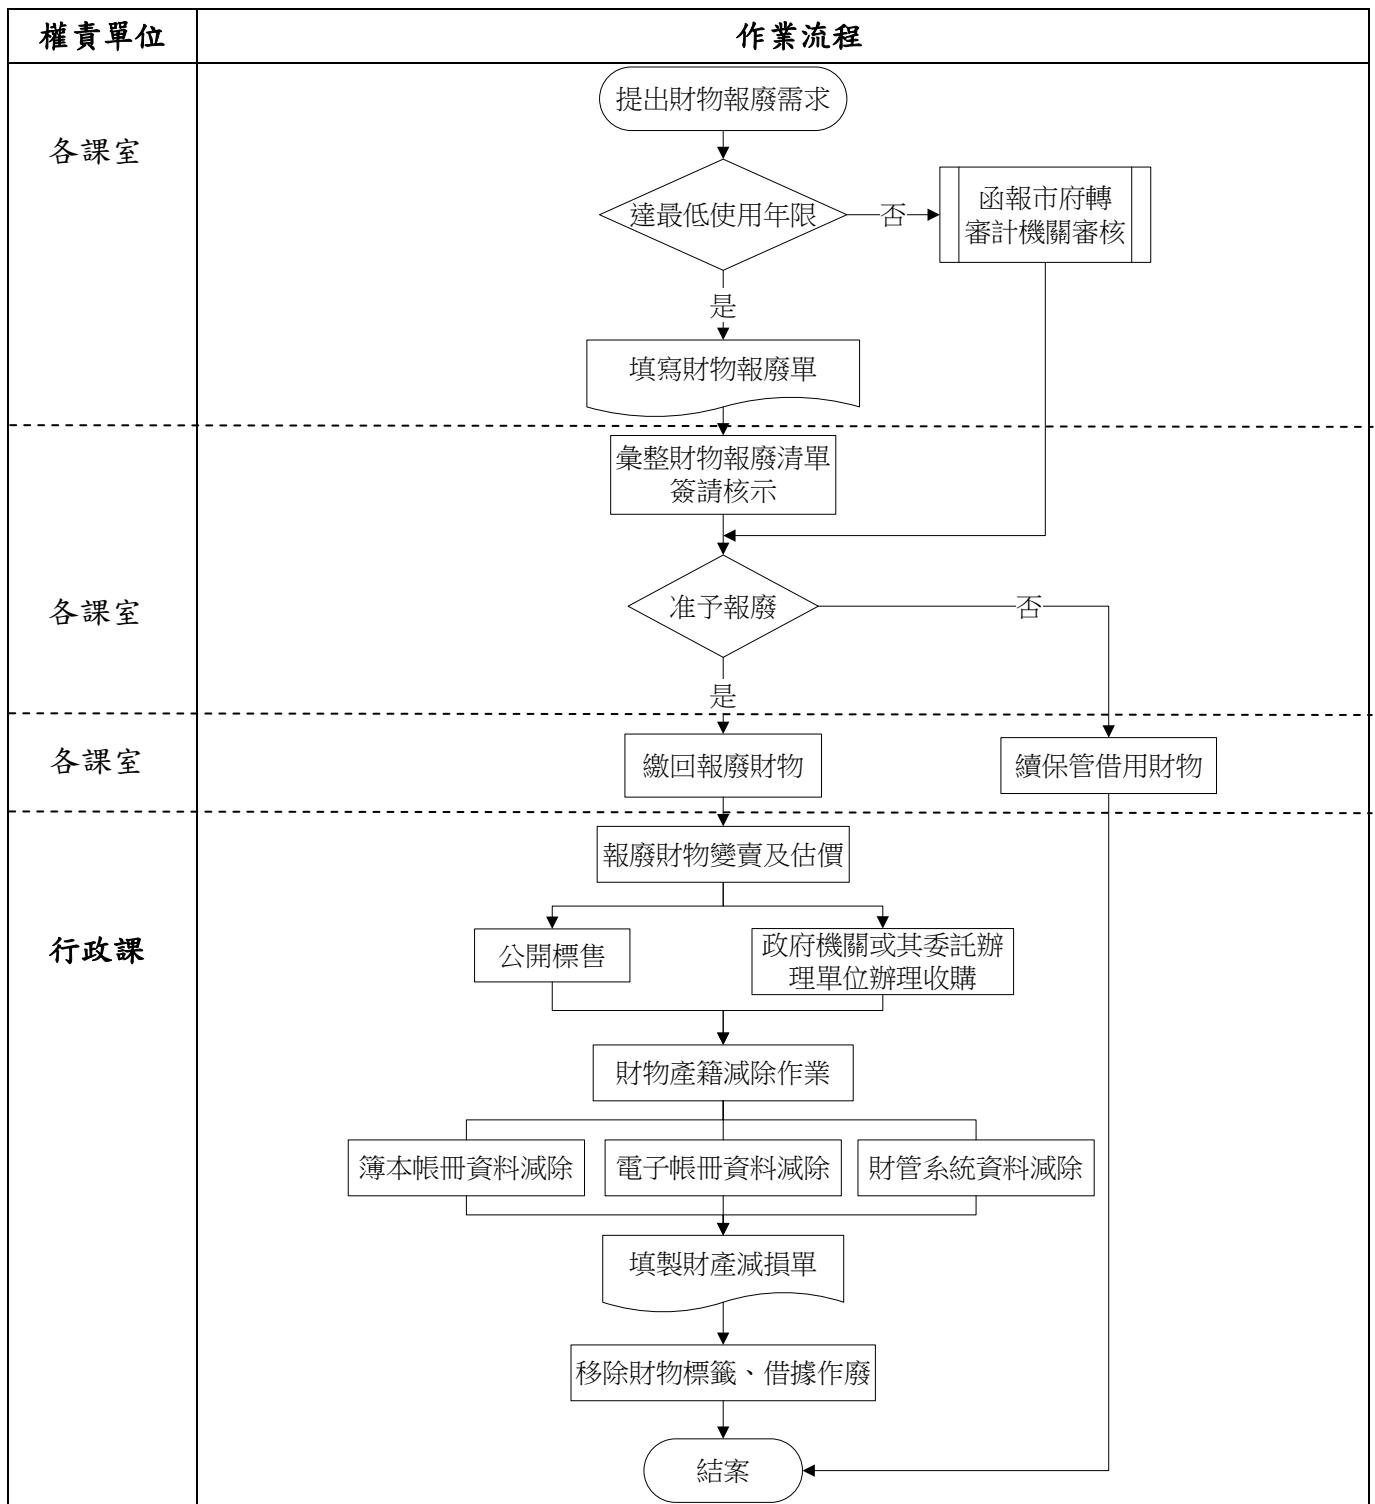 權責單位
作業流程
各課室
提出財物報廢需求
達最低使用年限
否
函報市府轉
審計機關審核
是
填寫財物報廢單
各課室
彙整財物報廢清單
簽請核示
准予報廢
否
是
各課室
繳回報廢財物
續保管借用財物
行政課
報廢財物變賣及估價
公開標售
政府機關或其委託辦
理單位辦理收購
財物產籍減除作業
簿本帳冊資料減除
電子帳冊資料減除
財管系統資料減除
填製財產減損單
移除財物標籤、借據作廢
結案